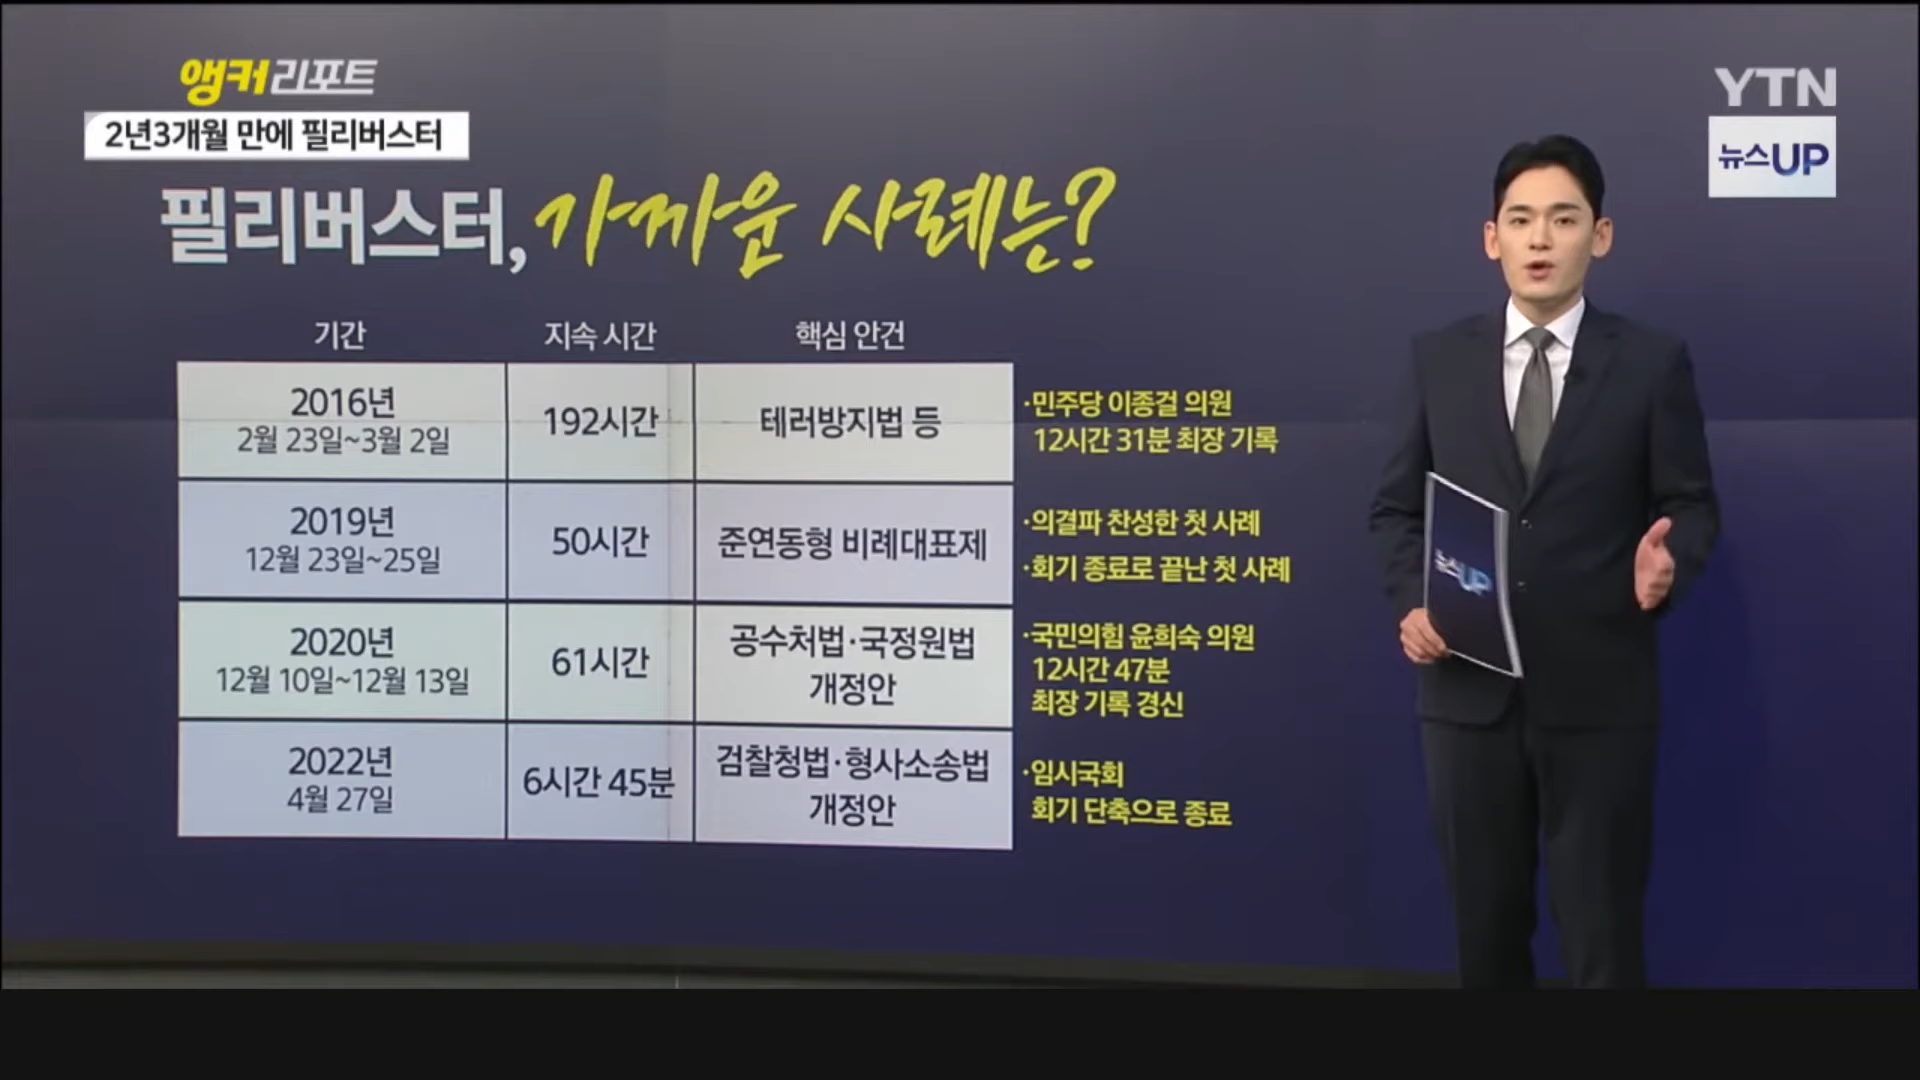 앵커리포트
2년3개월 만에 필리버스터
YTN
뉴스UP
필리버스터, 가까운 사례는?
기간 지속 시간 핵심 안건
2016년
2월 23일~3월 2일
192시간
테러방지법 등
·민주당 이종걸 의원
12시간 31분 최장 기록
2019년
12월 23일~25일
50시간
준연동형 비례대표제
·의결파 찬성한 첫 사례
·회기 종료로 끝난 첫 사례
2020년
12월 10일~12월 13일
61시간
공수처법·국정원법
개정안
·국민의힘 윤희숙 의원
12시간 47분
최장 기록 경신
2022년
4월 27일
6시간 45분
검찰청법·형사소송법
개정안
·임시국회
회기 단축으로 종료
뉴스UP